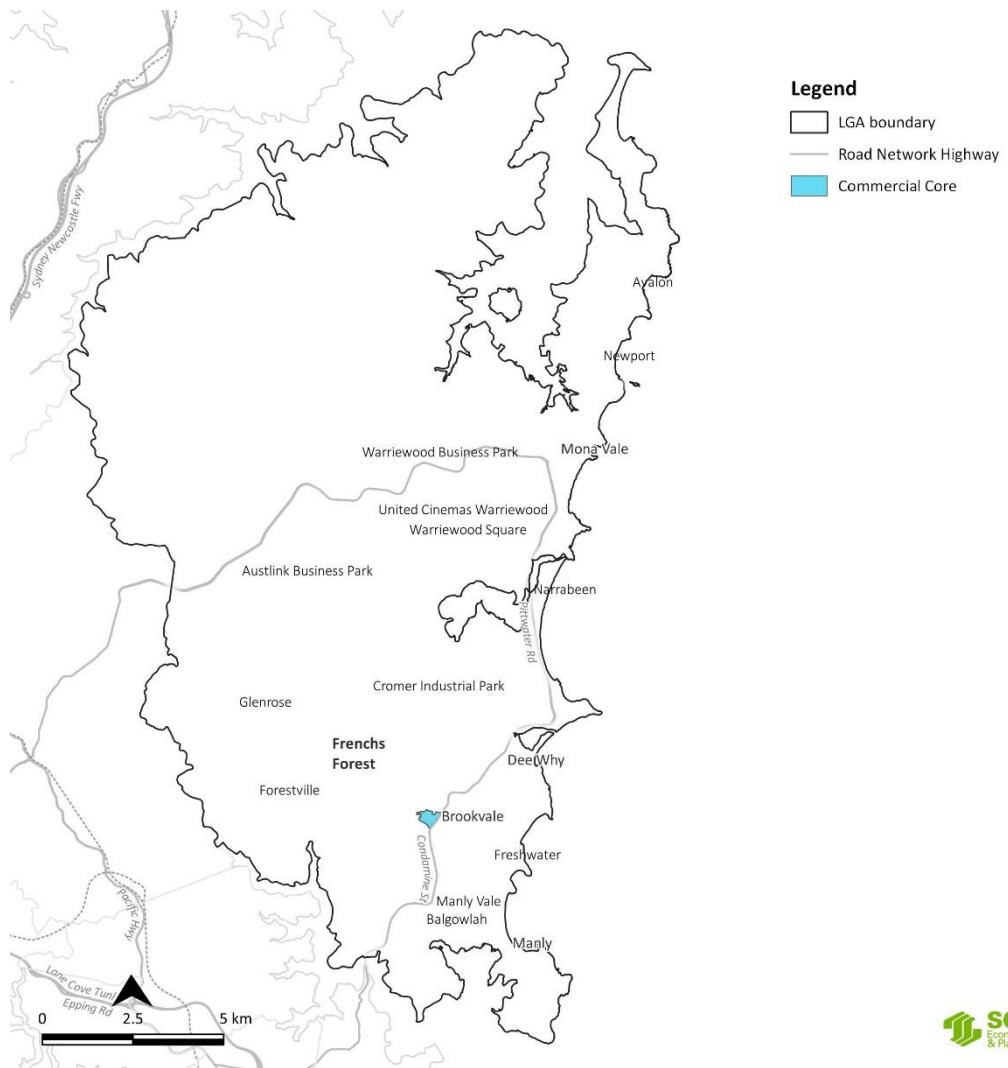 Legend
LGA boundary
Road Network Highway
Commercial Core
Sydney Newcastle Fwy
Avalon
Newport
Mona Vale
Warriewood Business Park
United Cinemas Warriewood
Warriewood Square
Austlink Business Park
Narrabeen
Pittwater Rd
Cromer Industrial Park
Glenrose
Frenchs
Forest
Dee Why
Forestville
Brookvale
Condamine St
Freshwater
Manly Vale
Balgowlah
Manly
Pacific Hwy
Lane Cove Tunl
Epping Rd
0 2.5 5 km